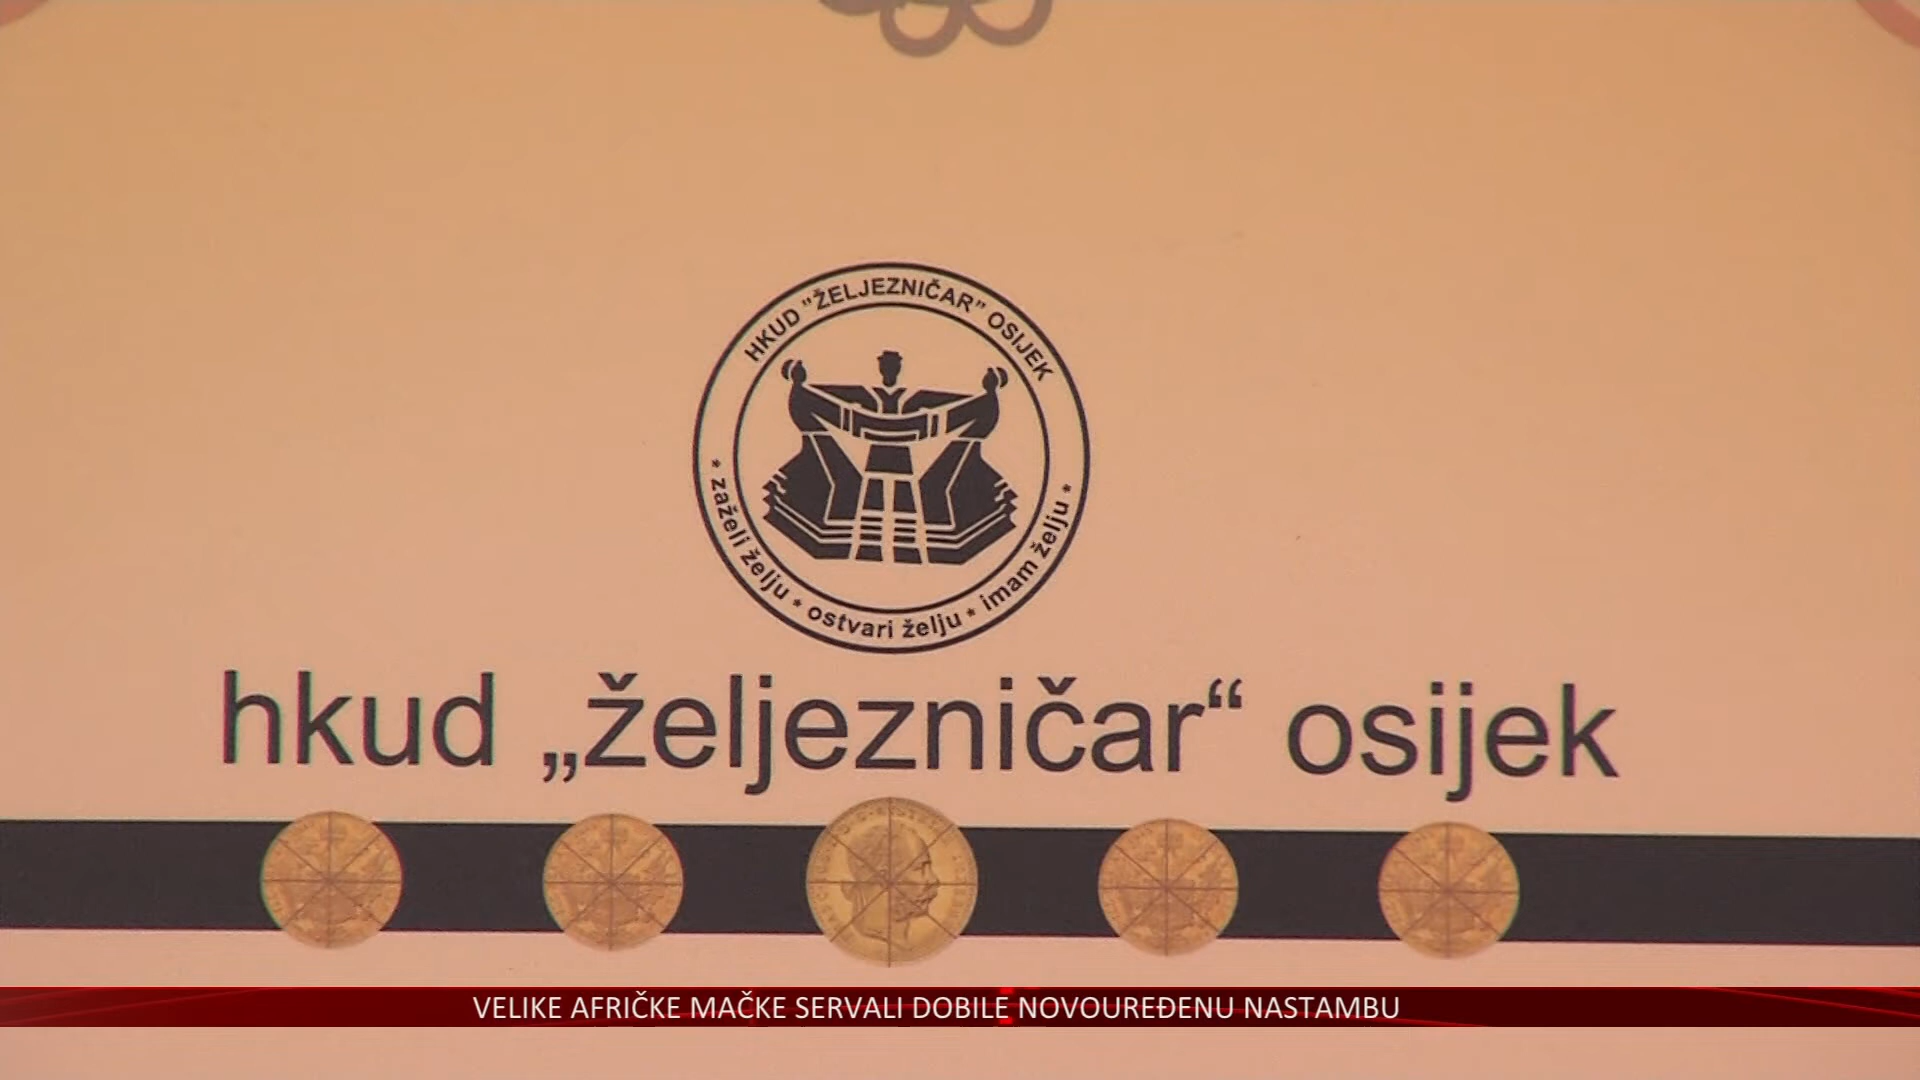 HKUD "ŽELJEZNIČAR" OSIJEK
* zaželi želju * ostvari želju * imam želju *
hkud „željezničar“ osijek
VELIKE AFRIČKE MAČKE SERVALI DOBILE NOVOUREĐENU NASTAMBU